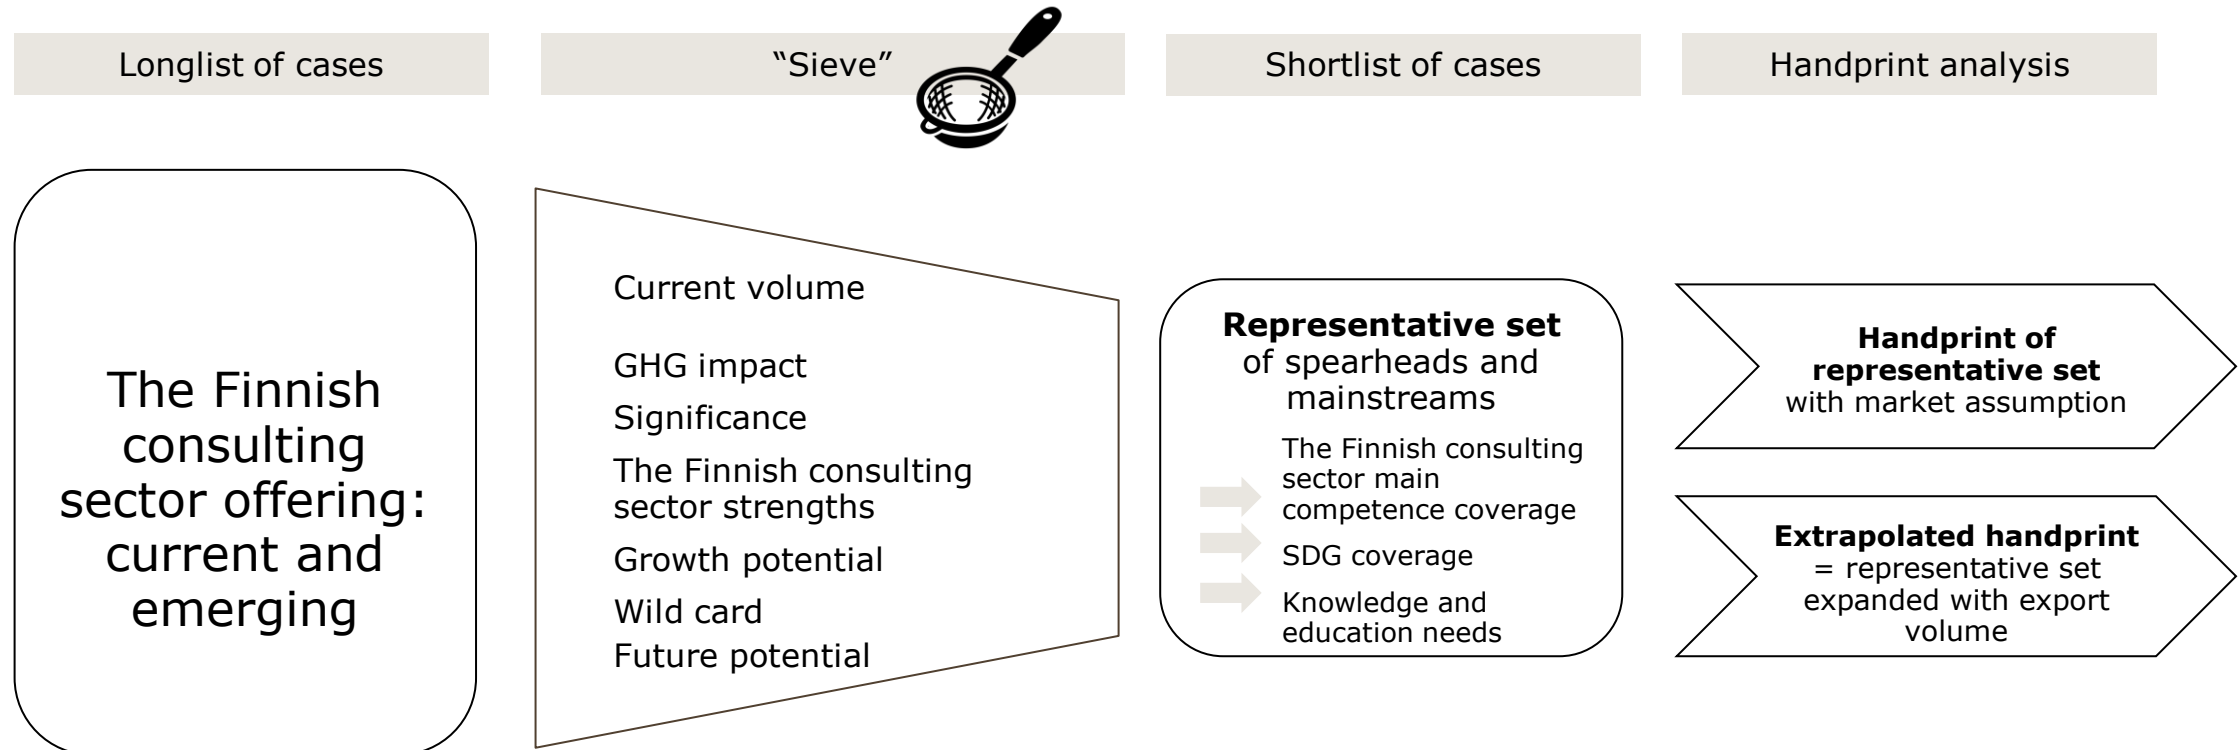 Longlist of cases
“Sieve”
Shortlist of cases
Handprint analysis
The Finnish
consulting
sector offering:
current and
emerging
Current volume
GHG impact
Significance
The Finnish consulting
sector strengths
Growth potential
Wild card
Future potential
Representative set
of spearheads and
mainstreams
The Finnish consulting
sector main
competence coverage
SDG coverage
Knowledge and
education needs
Handprint of
representative set
with market assumption
Extrapolated handprint
= representative set
expanded with export
volume